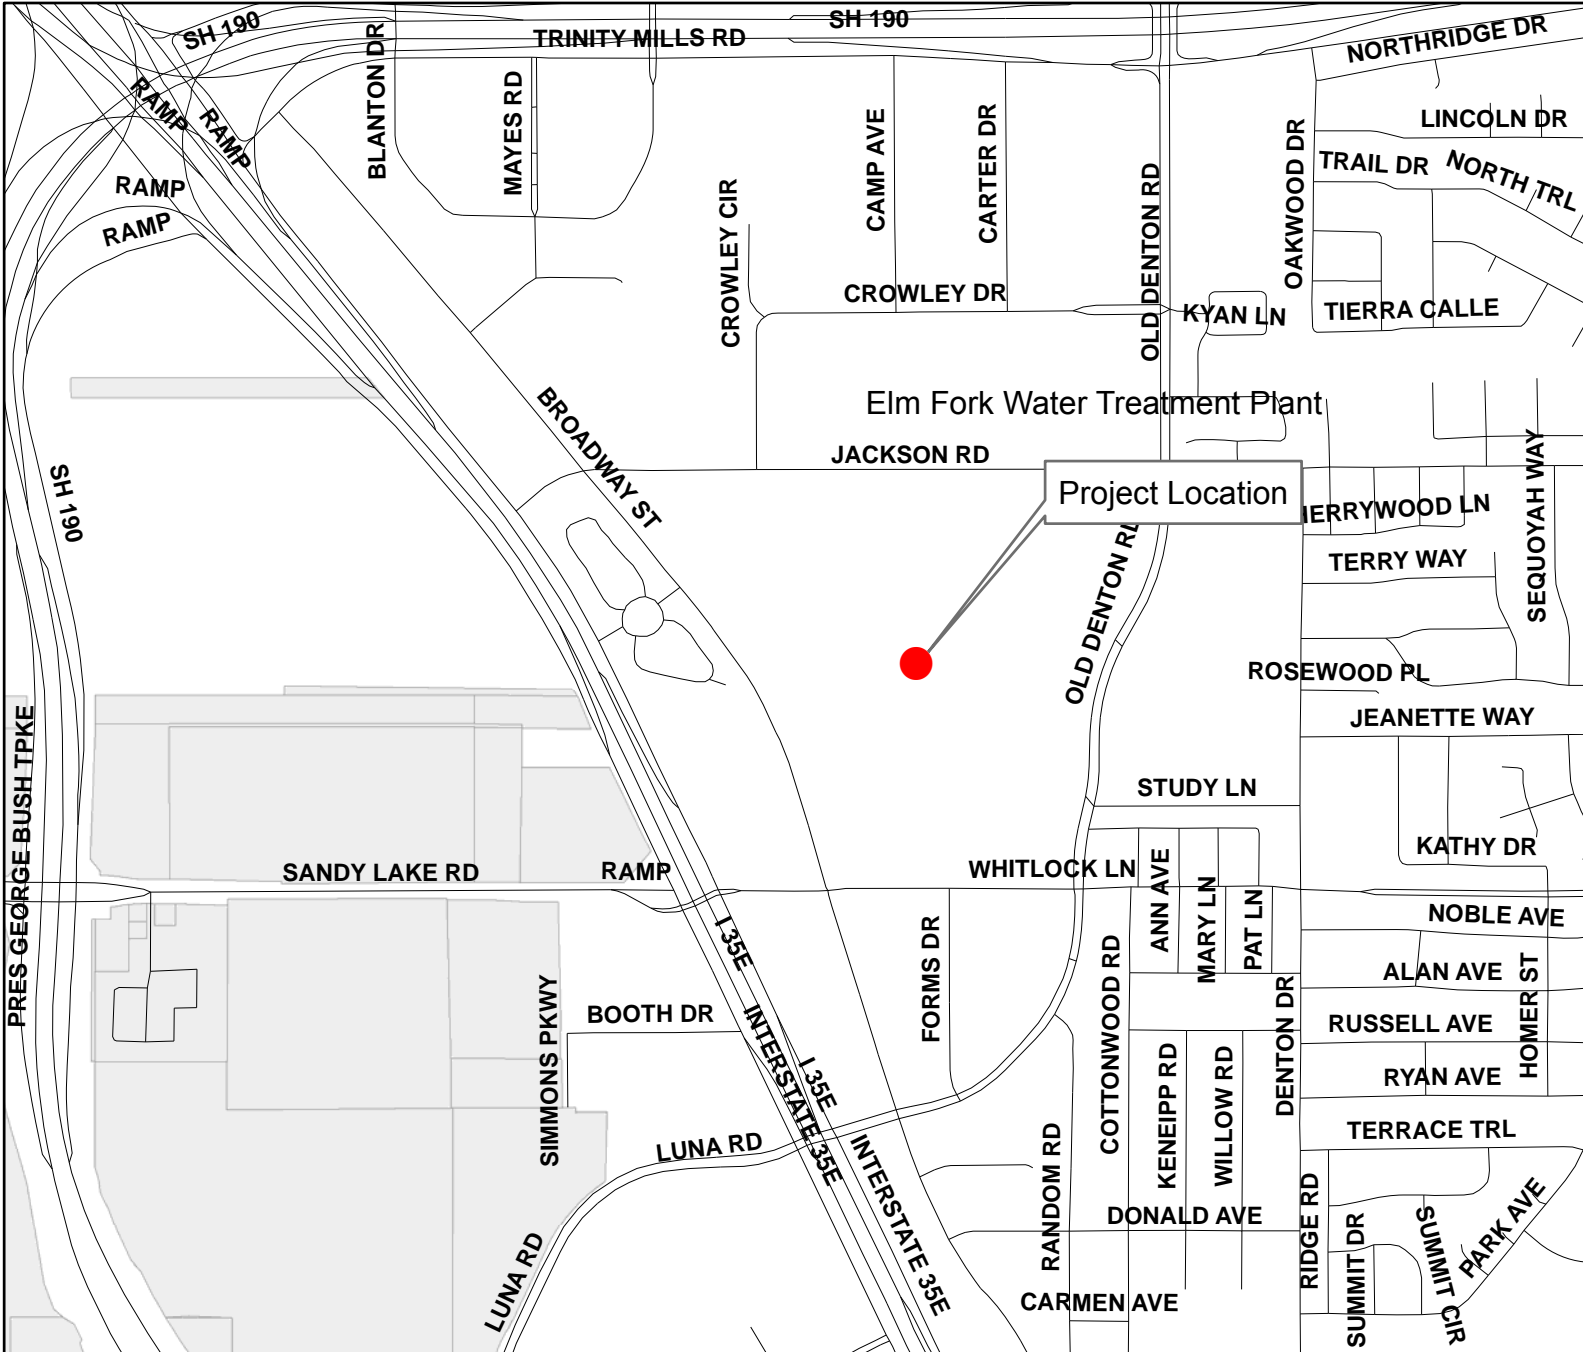 SH 190
SH 190
TRINITY MILLS RD
NORTHRIDGE DR
BLANTON DR
MAYES RD
RAMP
RAMP
RAMP
RAMP
CAMP AVE
CARTER DR
LINCOLN DR
TRAIL DR
NORTH TRL
OAKWOOD DR
OLD DENTON RD
CROWLEY CIR
CROWLEY DR
KYAN LN
TIERRA CALLE
Elm Fork Water Treatment Plant
BROADWAY ST
JACKSON RD
SH 190
Project Location
HERRYWOOD LN
SEQUOYAH WAY
TERRY WAY
OLD DENTON RD
ROSEWOOD PL
JEANETTE WAY
PRES GEORGE BUSH TPKE
STUDY LN
KATHY DR
SANDY LAKE RD
RAMP
WHITLOCK LN
ANN AVE
MARY LN
PAT LN
NOBLE AVE
I 35E
FORMS DR
COTTONWOOD RD
ALAN AVE
HOMER ST
SIMMONS PKWY
BOOTH DR
DENTON DR
RUSSELL AVE
INTERSTATE 35E
I 35E
KENEIPP RD
WILLOW RD
RYAN AVE
LUNA RD
INTERSTATE 35E
RANDOM RD
TERRACE TRL
DONALD AVE
RIDGE RD
SUMMIT DR
SUMMIT CIR
PARK AVE
LUNA RD
CARMEN AVE